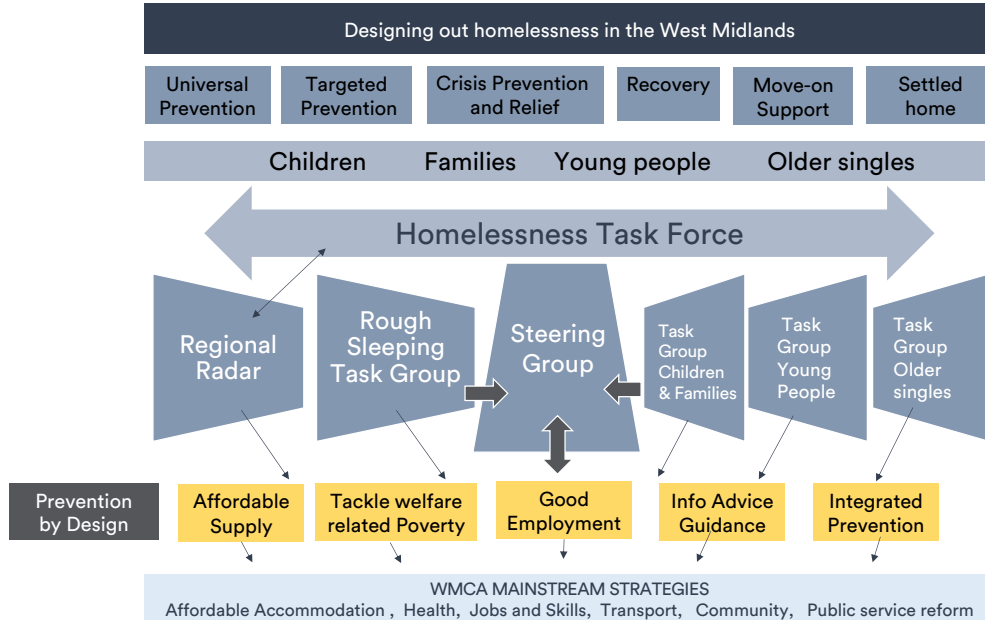 Designing out homelessness in the West Midlands
Universal
Prevention
Targeted
Prevention
Crisis Prevention
and Relief
Recovery
Move-on
Support
Settled
home
Children Families Young people Older singles
Homelessness Task Force
Regional
Radar
Rough
Sleeping
Task Group
Steering
Group
Task
Group
Children
& Families
Task
Group
Young
People
Task
Group
Older
singles
Prevention
by Design
Affordable
Supply
Tackle welfare
related Poverty
Good
Employment
Info Advice
Guidance
Integrated
Prevention
WMCA MAINSTREAM STRATEGIES
Affordable Accommodation , Health, Jobs and Skills, Transport, Community, Public service reform